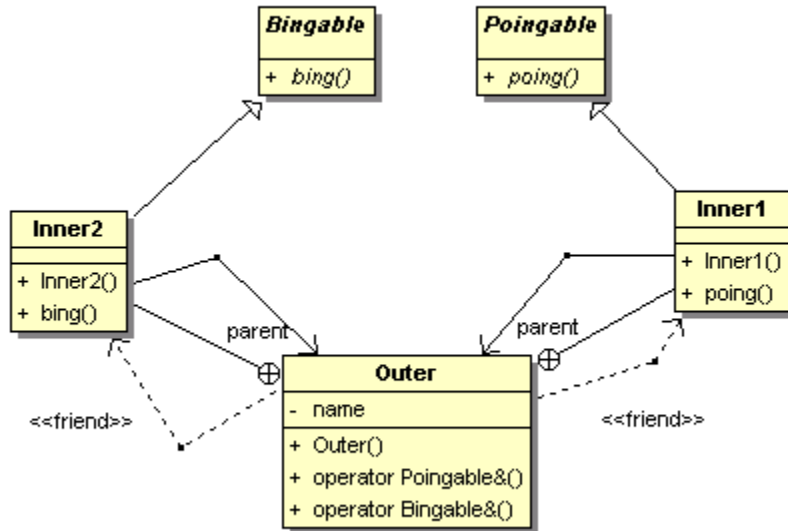 Bingable
+ bing()
Poingable
+ poing()
Inner2
+ Inner2()
+ bing()
Inner1
+ Inner1()
+ poing()
parent
parent
<<friend>>
<<friend>>
Outer
- name
+ Outer()
+ operator Poingable&()
+ operator Bingable&()